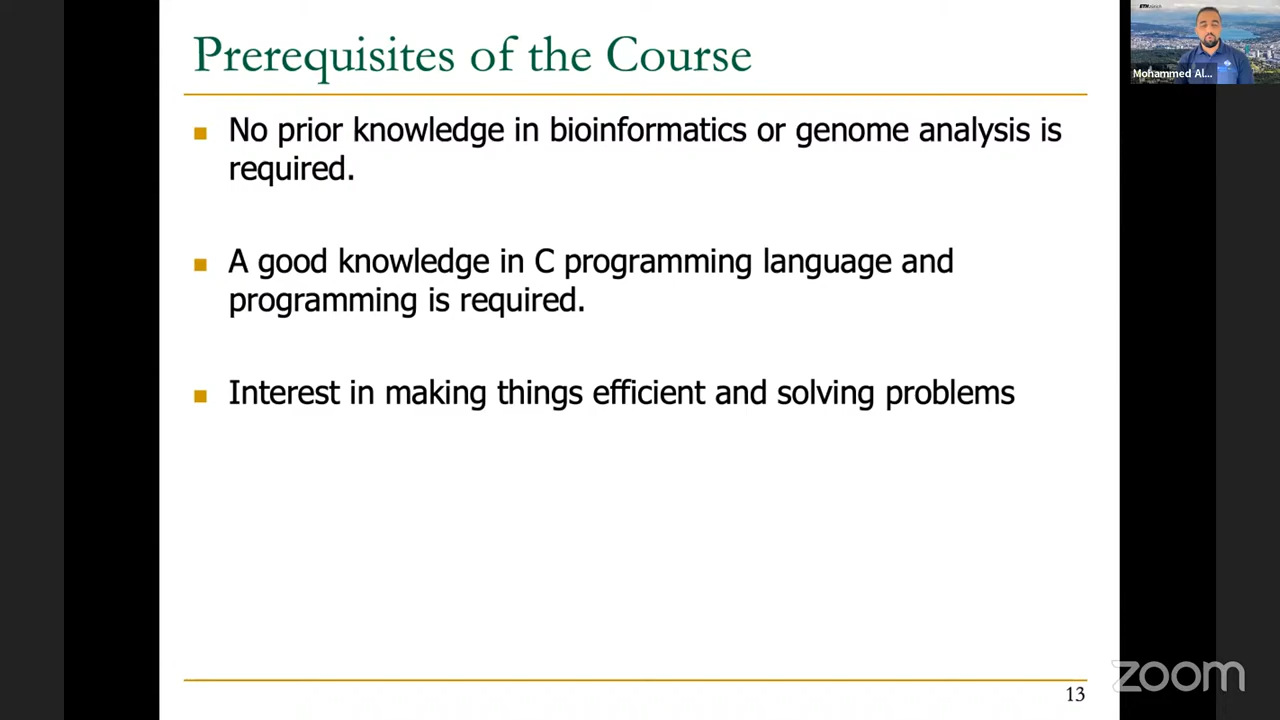 Prerequisites of the Course
No prior knowledge in bioinformatics or genome analysis is
required.
A good knowledge in C programming language and
programming is required.
Interest in making things efficient and solving problems
13
ETH
Mohammed Al...
zoom